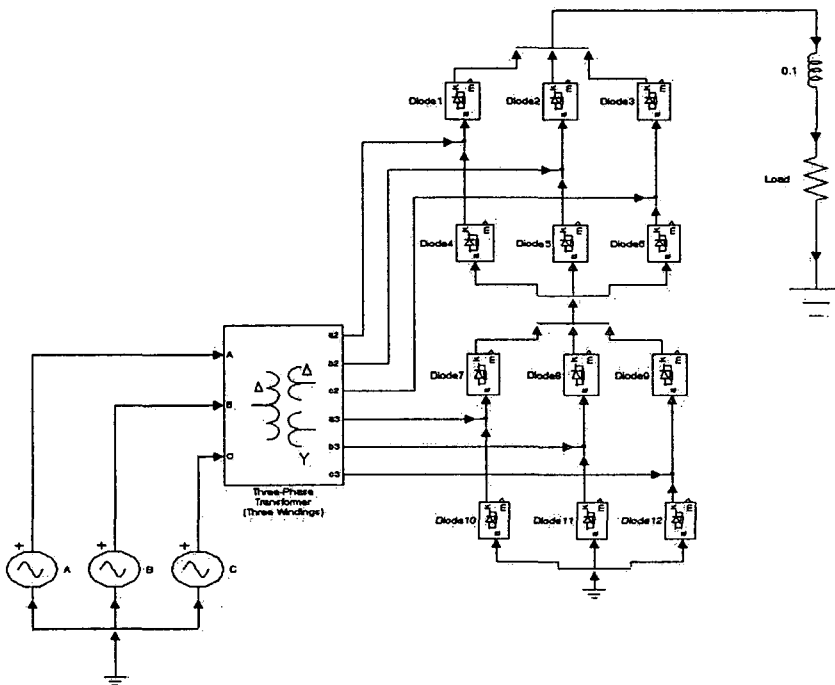 Diode1
Diode2
Diode3
0.1
Load
Diode4
Diode5
Diode6
A
B
C
Δ
Δ
Y
a2
b2
c2
a3
b3
c3
Three-Phase
Transformer
(Three Windings)
Diode7
Diode8
Diode9
Diode10
Diode11
Diode12
+
A
+
B
+
C